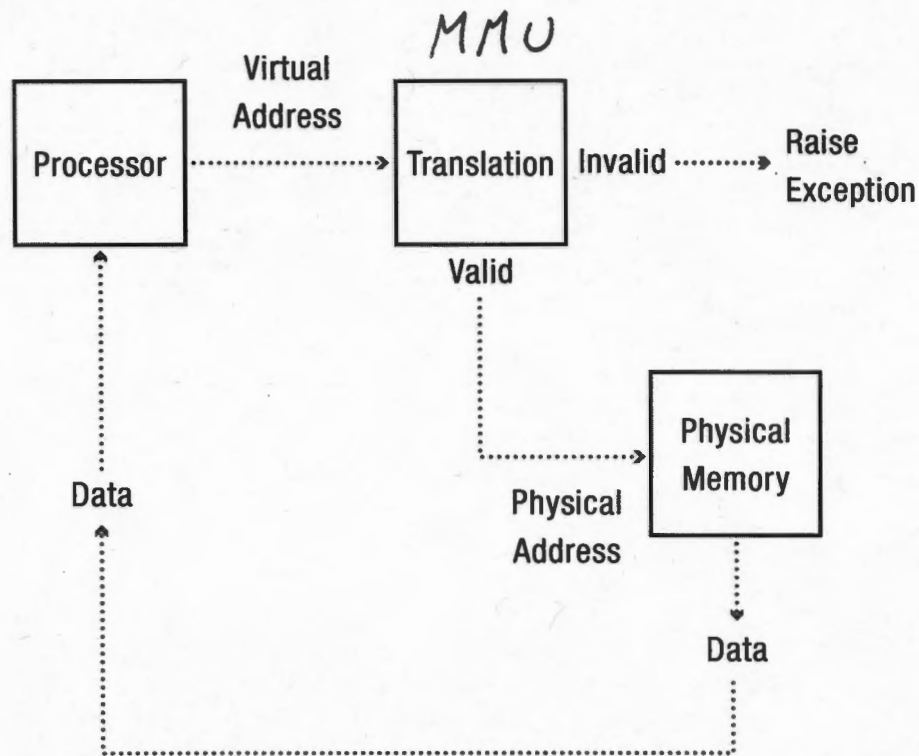 MMU
Virtual
Address
Processor
Translation
Invalid
Raise
Exception
Valid
Physical
Memory
Physical
Address
Data
Data